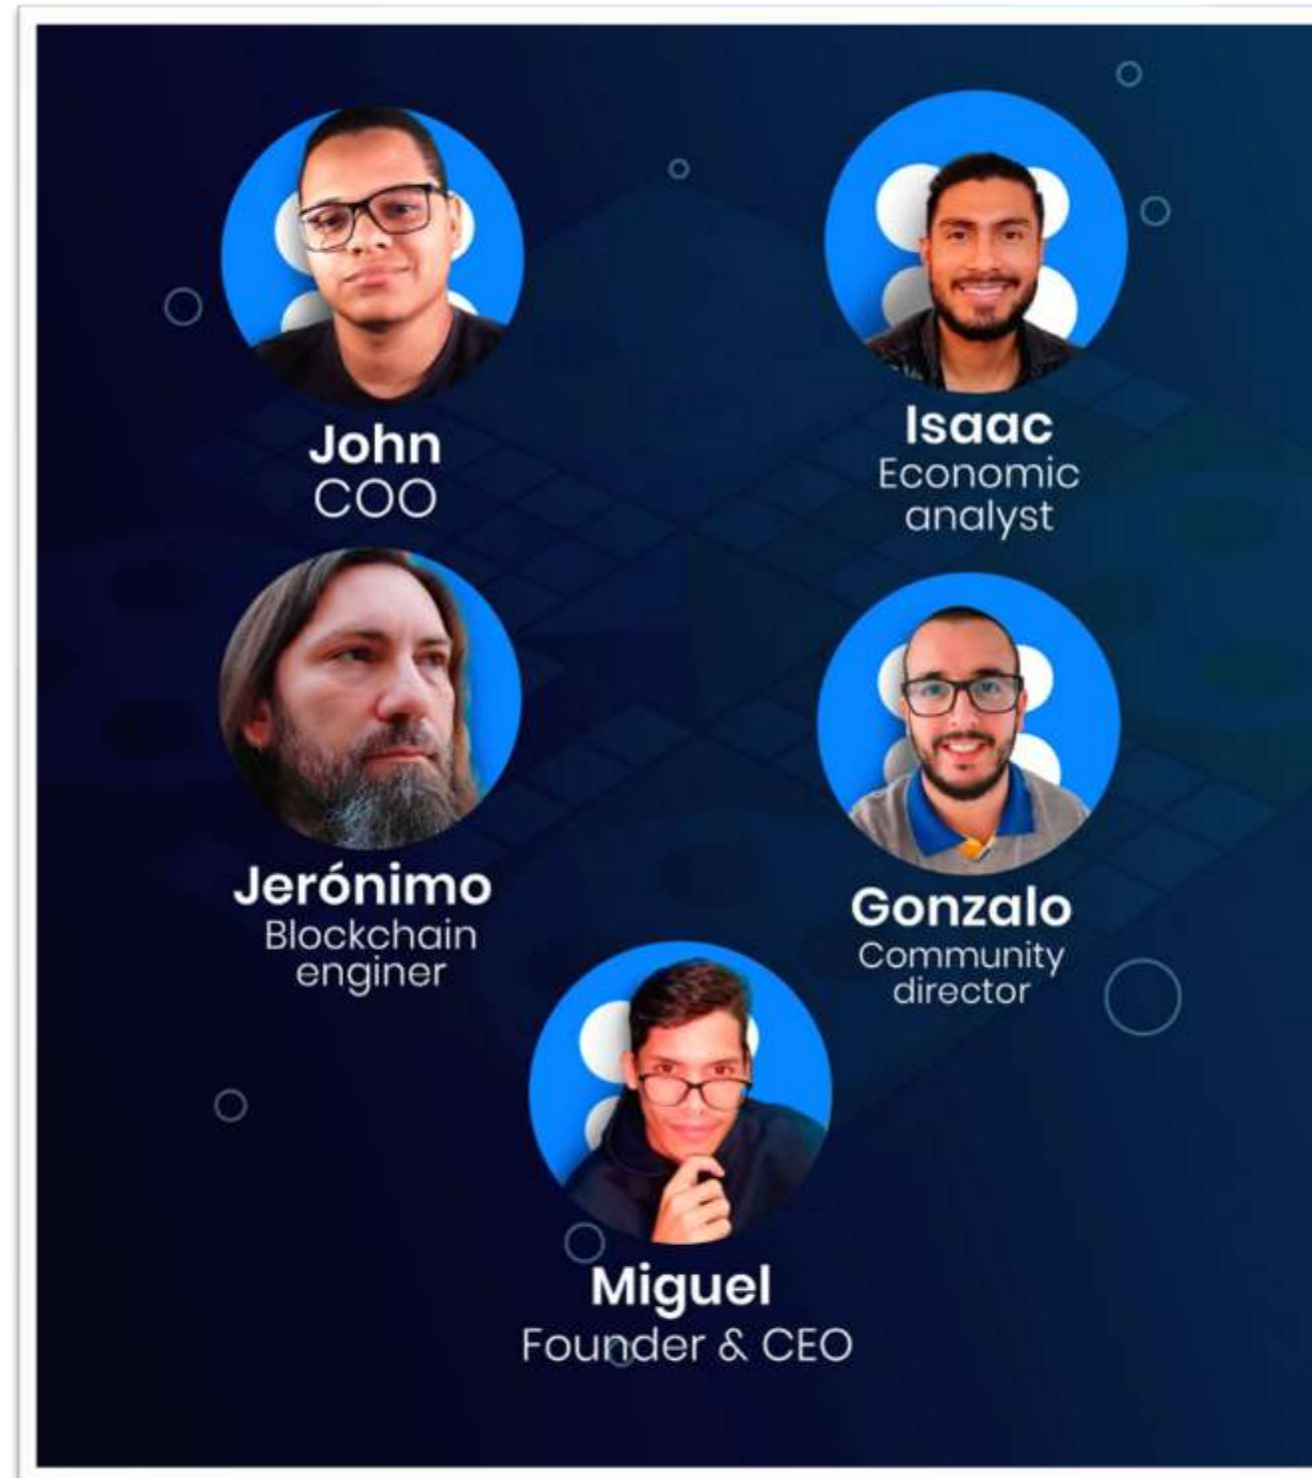 John
COO
Isaac
Economic
analyst
Jerónimo
Blockchain
enginer
Gonzalo
Community
director
Miguel
Founder & CEO